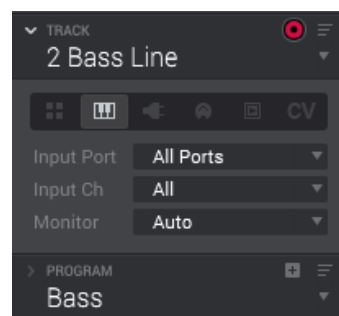 TRACK
2 Bass Line
CV
Input Port All Ports
Input Ch All
Monitor Auto
PROGRAM
Bass